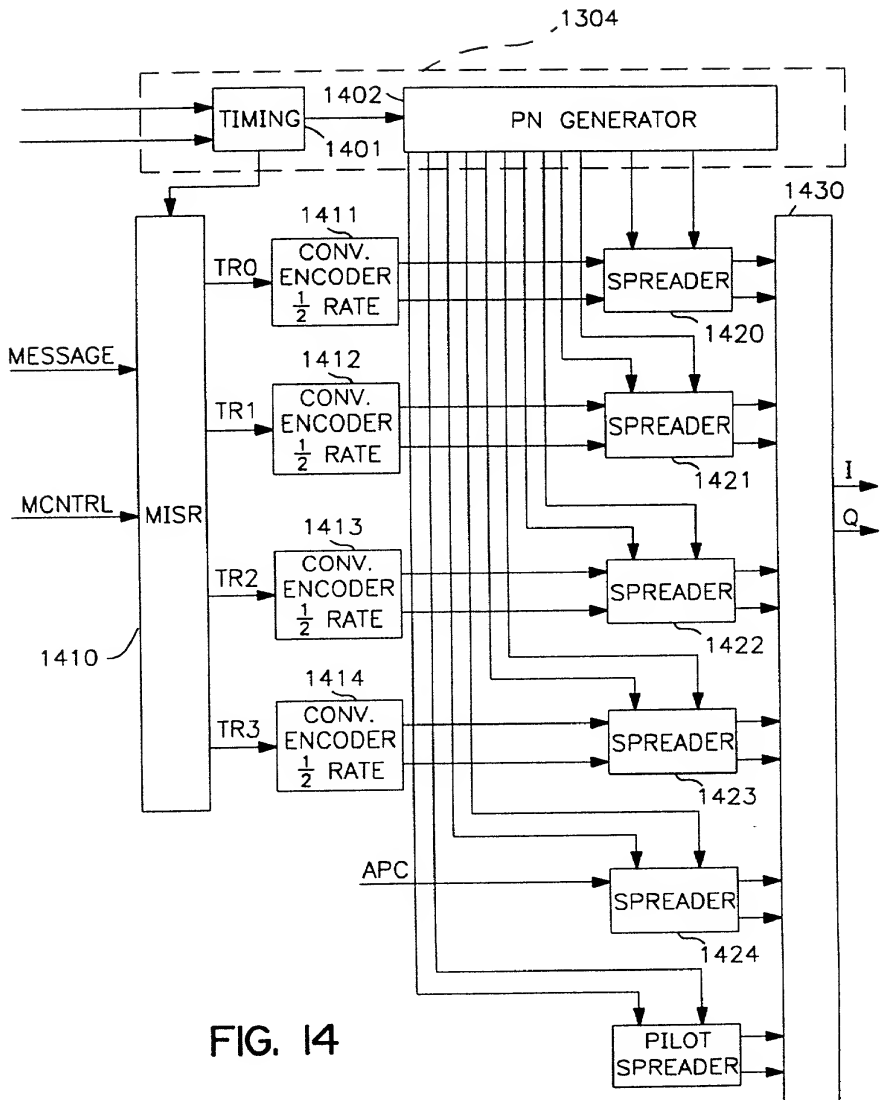 1304
1402
TIMING
PN GENERATOR
1401
1430
1411
TR0
CONV.
ENCODER
1/2 RATE
SPREADER
1420
MESSAGE
1412
TR1
CONV.
ENCODER
1/2 RATE
SPREADER
1421
I
Q
MCNTRL
MISR
1413
TR2
CONV.
ENCODER
1/2 RATE
SPREADER
1422
1410
1414
TR3
CONV.
ENCODER
1/2 RATE
SPREADER
1423
APC
SPREADER
1424
FIG. 14
PILOT
SPREADER